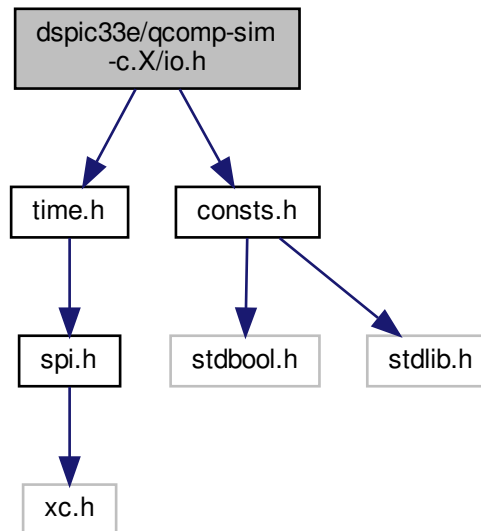 dspic33e/qcomp-sim
-c.X/io.h
time.h
consts.h
spi.h
stdbool.h
stdlib.h
xc.h